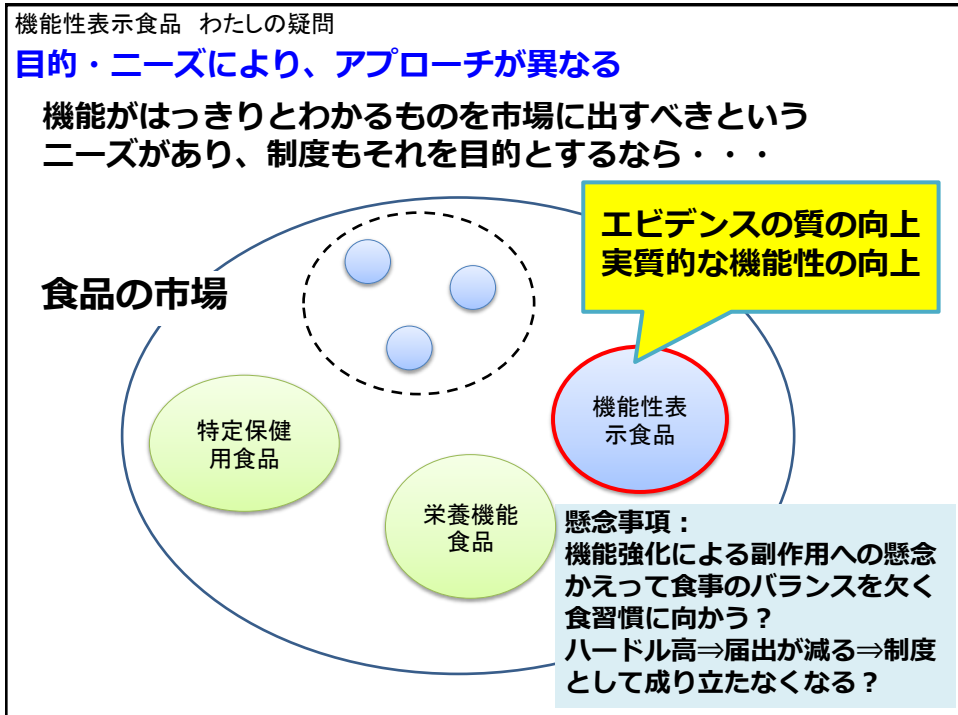 機能性表示食品　わたしの疑問
目的・ニーズにより、アプローチが異なる
機能がはっきりとわかるものを市場に出すべきという
ニーズがあり、制度もそれを目的とするなら・・・
エビデンスの質の向上
実質的な機能性の向上
食品の市場
機能性表
示食品
特定保健
用食品
栄養機能
食品
懸念事項：
機能強化による副作用への懸念
かえって食事のバランスを欠く
食習慣に向かう？
ハードル高⇒届出が減る⇒制度
として成り立たなくなる？